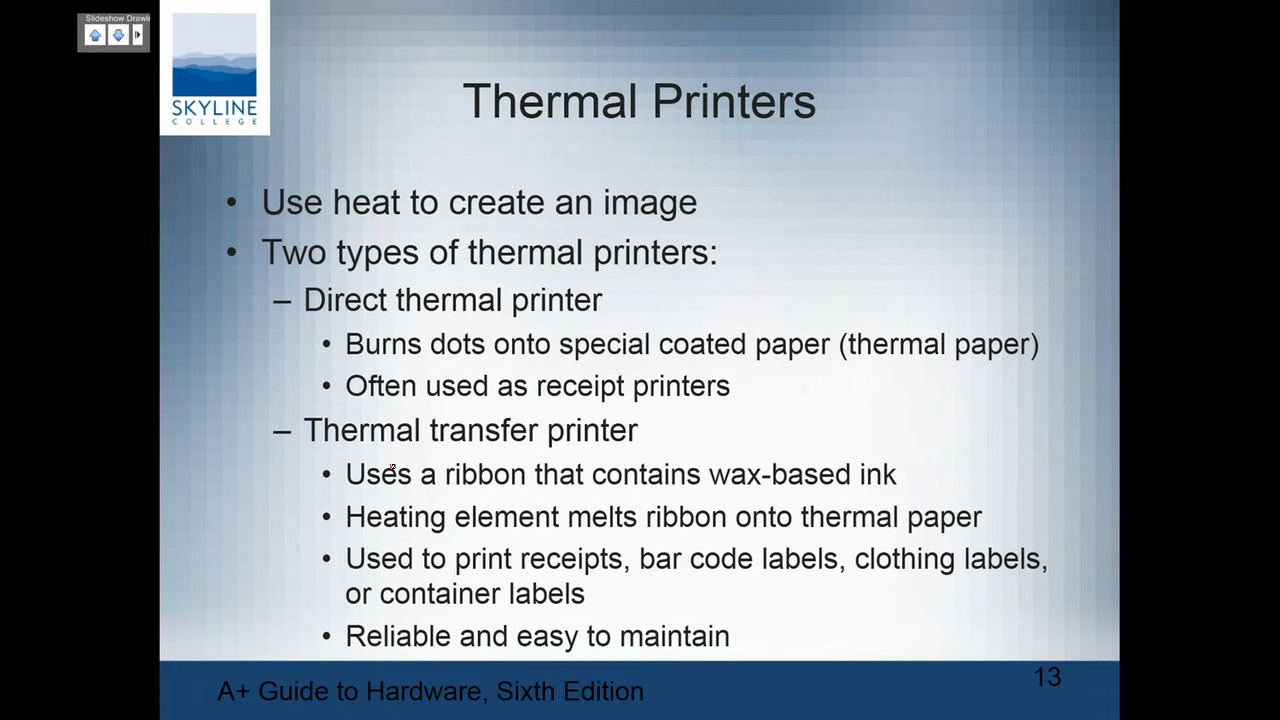 Slideshow Drawin
SKYLINE
COLLEGE
Thermal Printers
• Use heat to create an image
• Two types of thermal printers:
– Direct thermal printer
• Burns dots onto special coated paper (thermal paper)
• Often used as receipt printers
– Thermal transfer printer
• Uses a ribbon that contains wax-based ink
• Heating element melts ribbon onto thermal paper
• Used to print receipts, bar code labels, clothing labels,
or container labels
• Reliable and easy to maintain
A+ Guide to Hardware, Sixth Edition
13